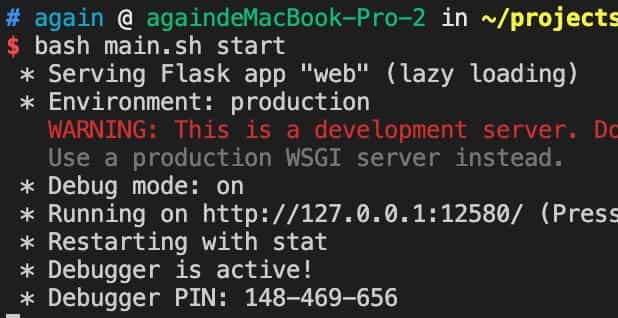 # again @ againdeMacBook-Pro-2 in ~/projects
$ bash main.sh start
* Serving Flask app "web" (lazy loading)
* Environment: production
WARNING: This is a development server. Do
Use a production WSGI server instead.
* Debug mode: on
* Running on http://127.0.0.1:12580/ (Press
* Restarting with stat
* Debugger is active!
* Debugger PIN: 148-469-656